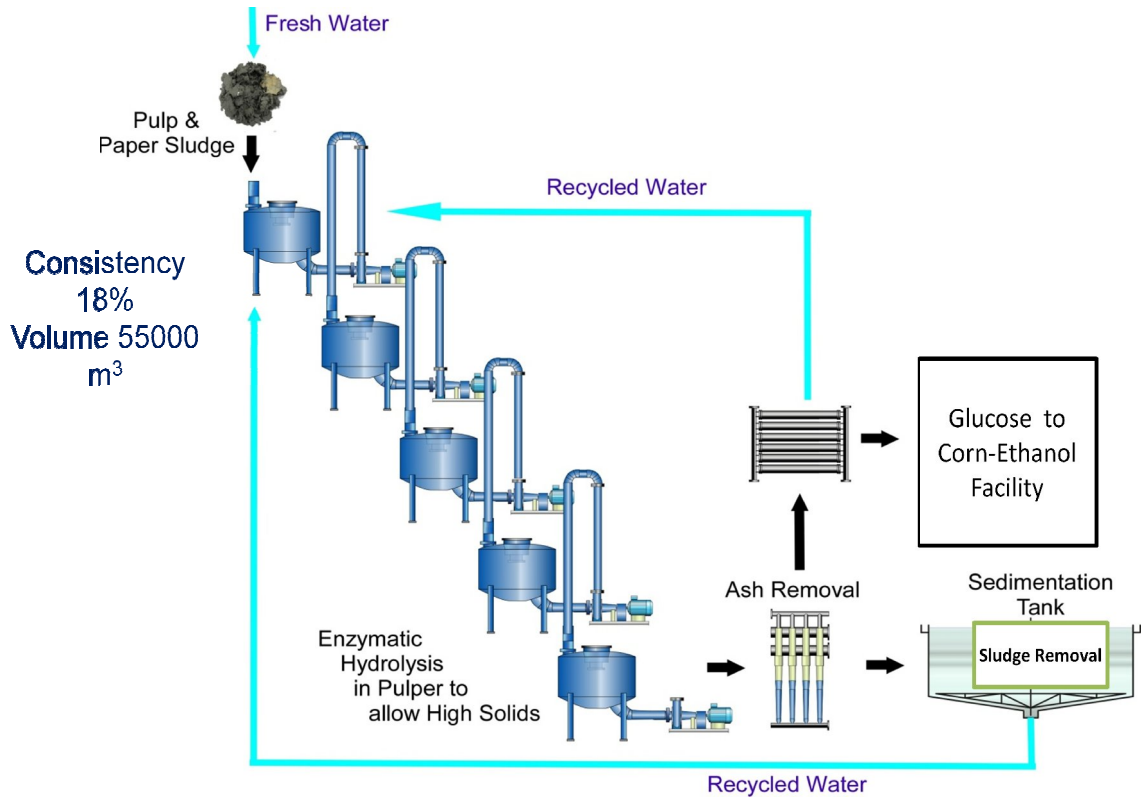 Fresh Water
Pulp &
Paper Sludge
Recycled Water
Consistency
18%
Volume 55000
m³
Glucose to
Corn-Ethanol
Facility
Ash Removal
Sedimentation
Tank
Sludge Removal
Enzymatic
Hydrolysis
in Pulper to
allow High Solids
Recycled Water